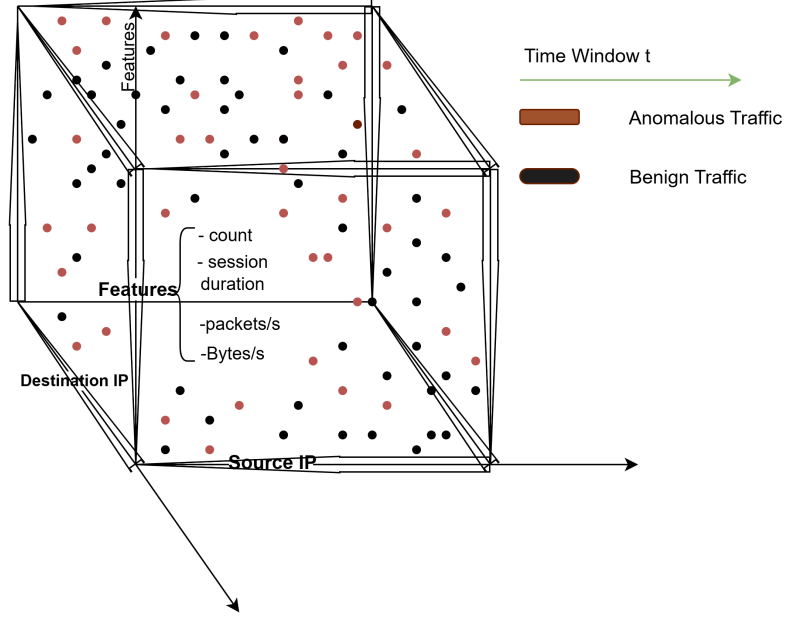 Features
Time Window t
Anomalous Traffic
Benign Traffic
- count
- session
duration
Features
-packets/s
-Bytes/s
Destination IP
Source IP